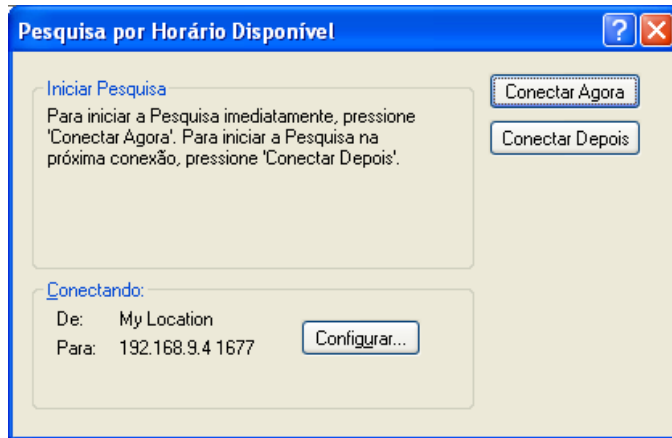 Pesquisa por Horário Disponível
Iniciar Pesquisa
Para iniciar a Pesquisa imediatamente, pressione
'Conectar Agora'. Para iniciar a Pesquisa na
próxima conexão, pressione 'Conectar Depois'.
Conectar Agora
Conectar Depois
Conectando:
De: My Location
Para: 192.168.9.4 1677
Configurar...